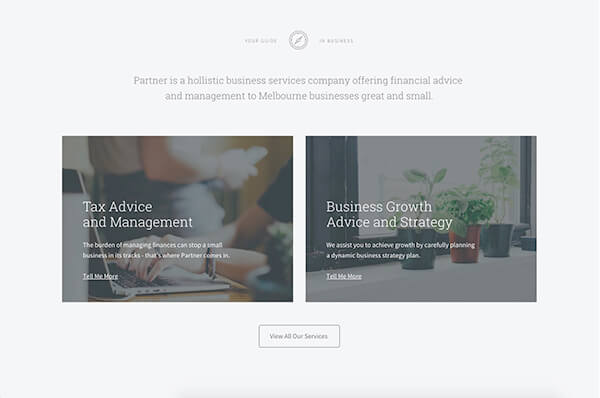 YOUR GUIDE IN BUSINESS
Partner is a hollistic business services company offering financial advice
and management to Melbourne businesses great and small.
Tax Advice
and Management
The burden of managing finances can stop a small
business in its tracks - that's where Partner comes in.
Tell Me More
Business Growth
Advice and Strategy
We assist you to achieve growth by carefully planning
a dynamic business strategy plan.
Tell Me More
View All Our Services